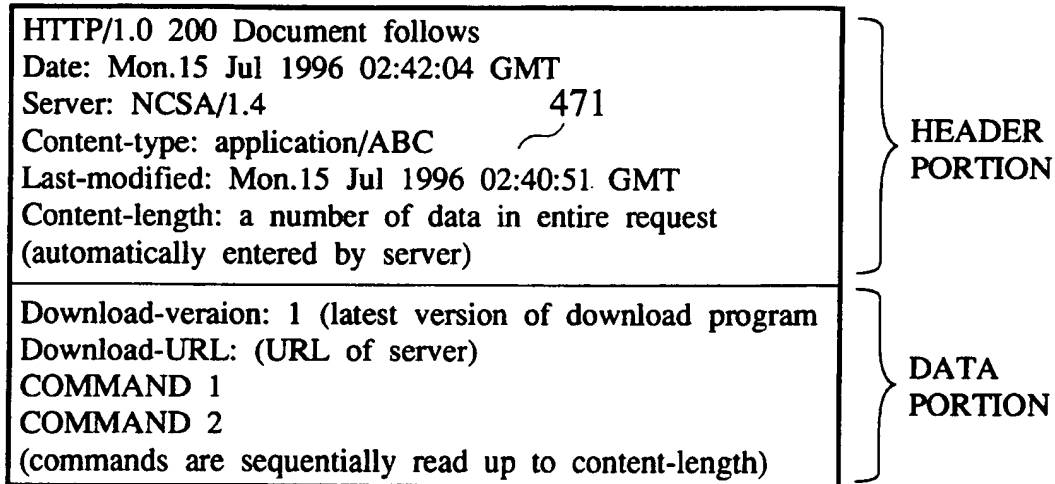 HTTP/1.0 200 Document follows
Date: Mon.15 Jul 1996 02:42:04 GMT
Server: NCSA/1.4
471
Content-type: application/ABC
Last-modified: Mon.15 Jul 1996 02:40:51 GMT
Content-length: a number of data in entire request
(automatically entered by server)
HEADER
PORTION
Download-veraion: 1 (latest version of download program
Download-URL: (URL of server)
COMMAND 1
COMMAND 2
(commands are sequentially read up to content-length)
DATA
PORTION